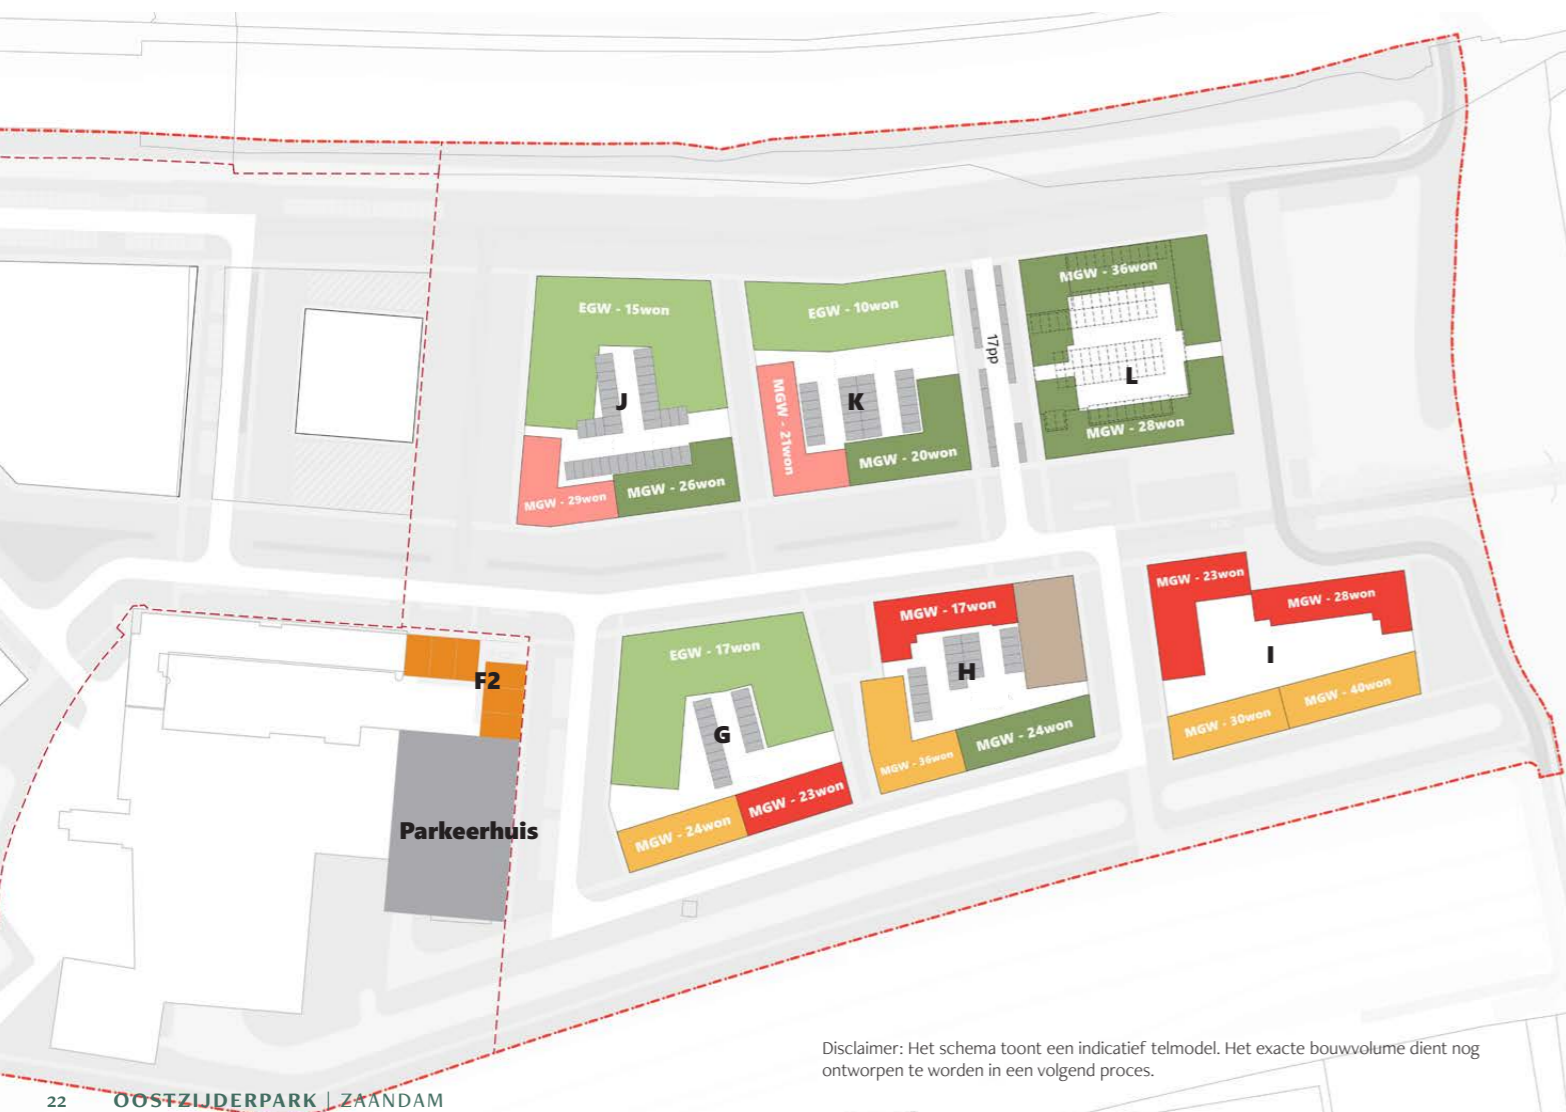 MGW - 36won
EGW - 15won
EGW - 10won
17pp
L
J
K
MGW - 21won
MGW - 28won
MGW - 20won
MGW - 26won
MGW - 29won
MGW - 23won
MGW - 28won
MGW - 17won
EGW - 17won
I
H
F2
MGW - 40won
MGW - 30won
G
MGW - 24won
MGW - 36won
MGW - 23won
Parkeerhuis
MGW - 24won
Disclaimer: Het schema toont een indicatief telmodel. Het exacte bouwvolume dient nog
ontworpen te worden in een volgend proces.
22 OOSTZIJDERPARK | ZAANDAM